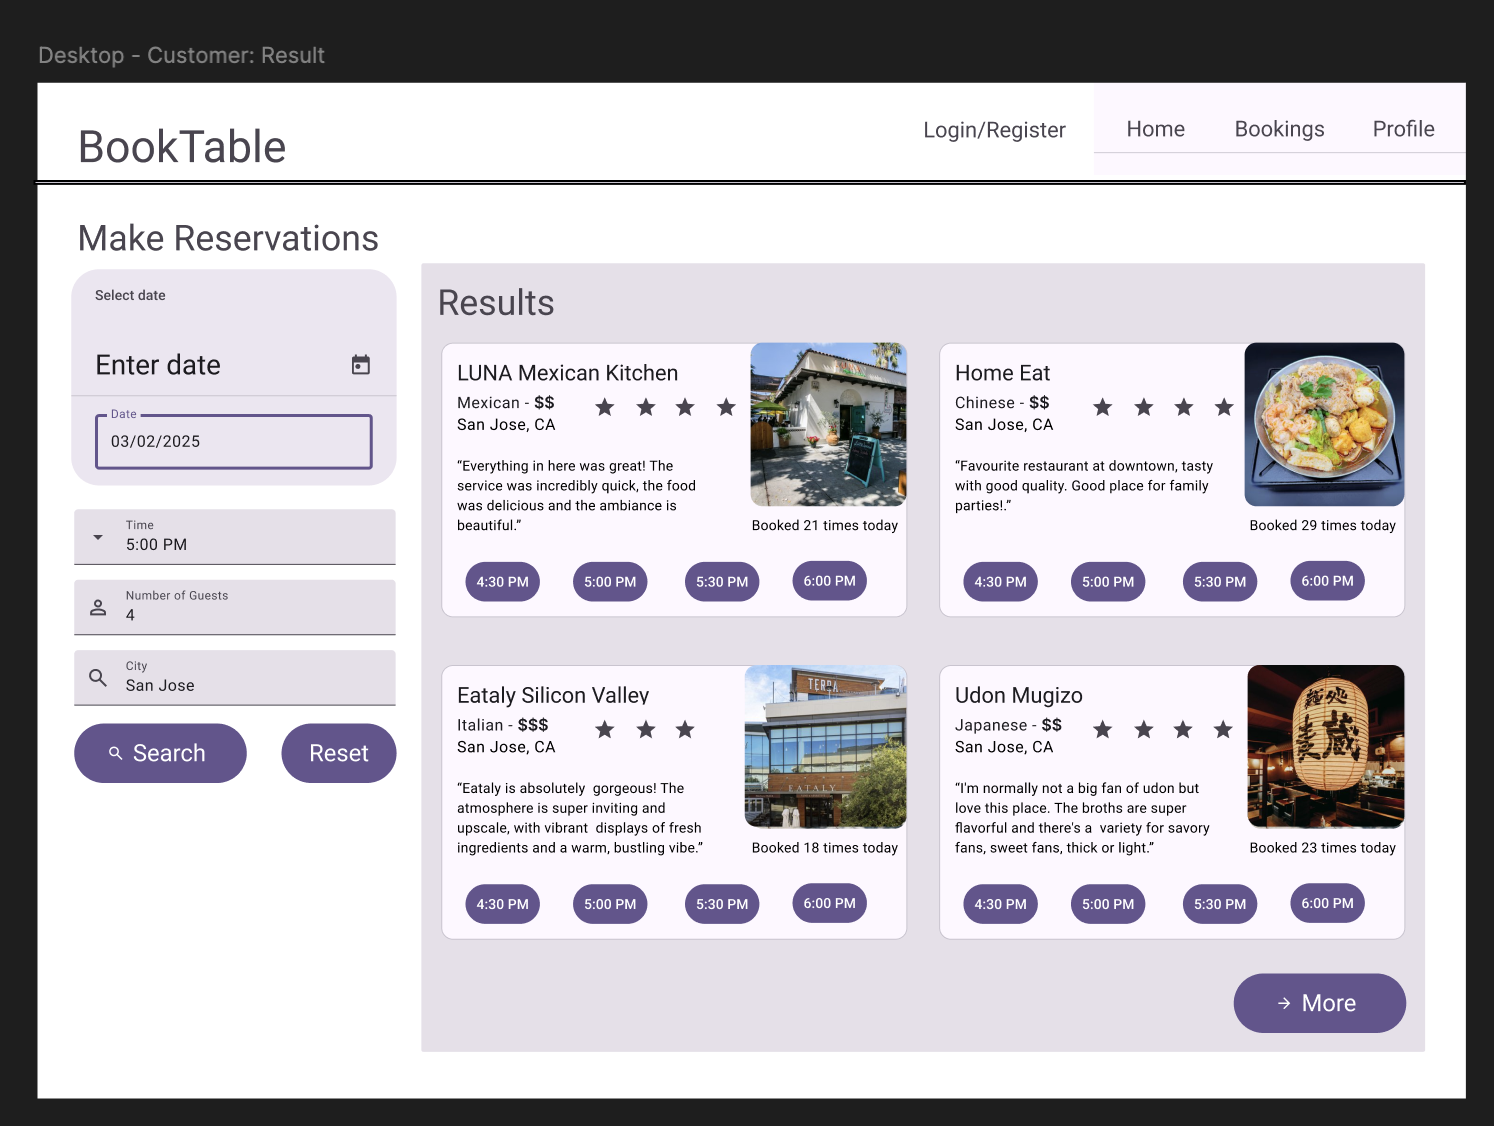 Desktop - Customer: Result
BookTable
Login/Register
Home
Bookings
Profile
Make Reservations
Select date
Enter date
Date
03/02/2025
Time
5:00 PM
Number of Guests
4
City
San Jose
Search
Reset
Results
LUNA Mexican Kitchen
Mexican - $$
San Jose, CA
“Everything in here was great! The
service was incredibly quick, the food
was delicious and the ambiance is
beautiful.”
Booked 21 times today
4:30 PM
5:00 PM
5:30 PM
6:00 PM
Home Eat
Chinese - $$
San Jose, CA
“Favourite restaurant at downtown, tasty
with good quality. Good place for family
parties!.”
Booked 29 times today
4:30 PM
5:00 PM
5:30 PM
6:00 PM
Eataly Silicon Valley
Italian - $$$
San Jose, CA
“Eataly is absolutely  gorgeous! The
atmosphere is super inviting and
upscale, with vibrant  displays of fresh
ingredients and a warm, bustling vibe.”
TERRA
EATALY
Booked 18 times today
4:30 PM
5:00 PM
5:30 PM
6:00 PM
Udon Mugizo
Japanese - $$
San Jose, CA
“I'm normally not a big fan of udon but
love this place. The broths are super
flavorful and there's a  variety for savory
fans, sweet fans, thick or light.”
麺処
麦蔵
Booked 23 times today
4:30 PM
5:00 PM
5:30 PM
6:00 PM
More